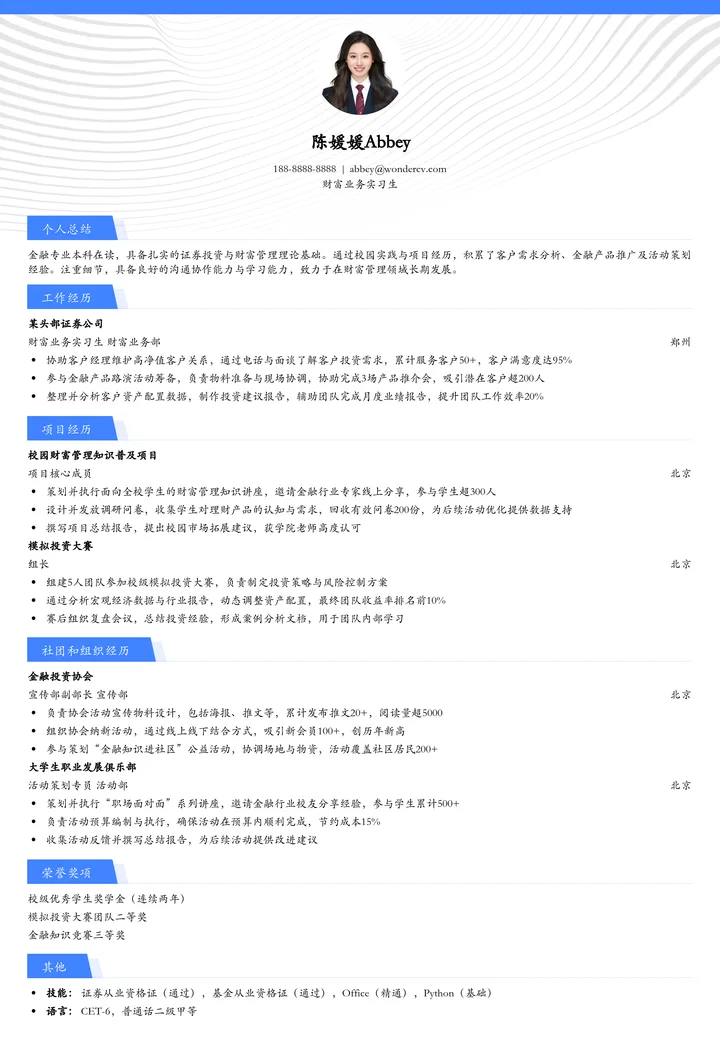 陈媛媛Abbey
188-8888-8888 | abbey@wondercv.com
财富业务实习生
个人总结
金融专业本科在读，具备扎实的证券投资与财富管理理论基础。通过校园实践与项目经历，积累了客户需求分析、金融产品推广及活动策划
经验。注重细节，具备良好的沟通协作能力与学习能力，致力于在财富管理领域长期发展。
工作经历
某头部证券公司
财富业务实习生 财富业务部 郑州
• 协助客户经理维护高净值客户关系，通过电话与面谈了解客户投资需求，累计服务客户50+，客户满意度达95%
• 参与金融产品路演活动筹备，负责物料准备与现场协调，协助完成3场产品推介会，吸引潜在客户超200人
• 整理并分析客户资产配置数据，制作投资建议报告，辅助团队完成月度业绩报告，提升团队工作效率20%
项目经历
校园财富管理知识普及项目
项目核心成员 北京
• 策划并执行面向全校学生的财富管理知识讲座，邀请金融行业专家线上分享，参与学生超300人
• 设计并发放调研问卷，收集学生对理财产品的认知与需求，回收有效问卷200份，为后续活动优化提供数据支持
• 撰写项目总结报告，提出校园市场拓展建议，获学院老师高度认可
模拟投资大赛
组长 北京
• 组建5人团队参加校级模拟投资大赛，负责制定投资策略与风险控制方案
• 通过分析宏观经济数据与行业报告，动态调整资产配置，最终团队收益率排名前10%
• 赛后组织复盘会议，总结投资经验，形成案例分析文档，用于团队内部学习
社团和组织经历
金融投资协会
宣传部副部长 宣传部 北京
• 负责协会活动宣传物料设计，包括海报、推文等，累计发布推文20+，阅读量超5000
• 组织协会纳新活动，通过线上线下结合方式，吸引新会员100+，创历年新高
• 参与策划“金融知识进社区”公益活动，协调场地与物资，活动覆盖社区居民200+
大学生职业发展俱乐部
活动策划专员 活动部 北京
• 策划并执行“职场面对面”系列讲座，邀请金融行业校友分享经验，参与学生累计500+
• 负责活动预算编制与执行，确保活动在预算内顺利完成，节约成本15%
• 收集活动反馈并撰写总结报告，为后续活动提供改进建议
荣誉奖项
校级优秀学生奖学金（连续两年）
模拟投资大赛团队二等奖
金融知识竞赛三等奖
其他
• 技能： 证券从业资格证（通过），基金从业资格证（通过），Office（精通），Python（基础）
• 语言： CET-6，普通话二级甲等